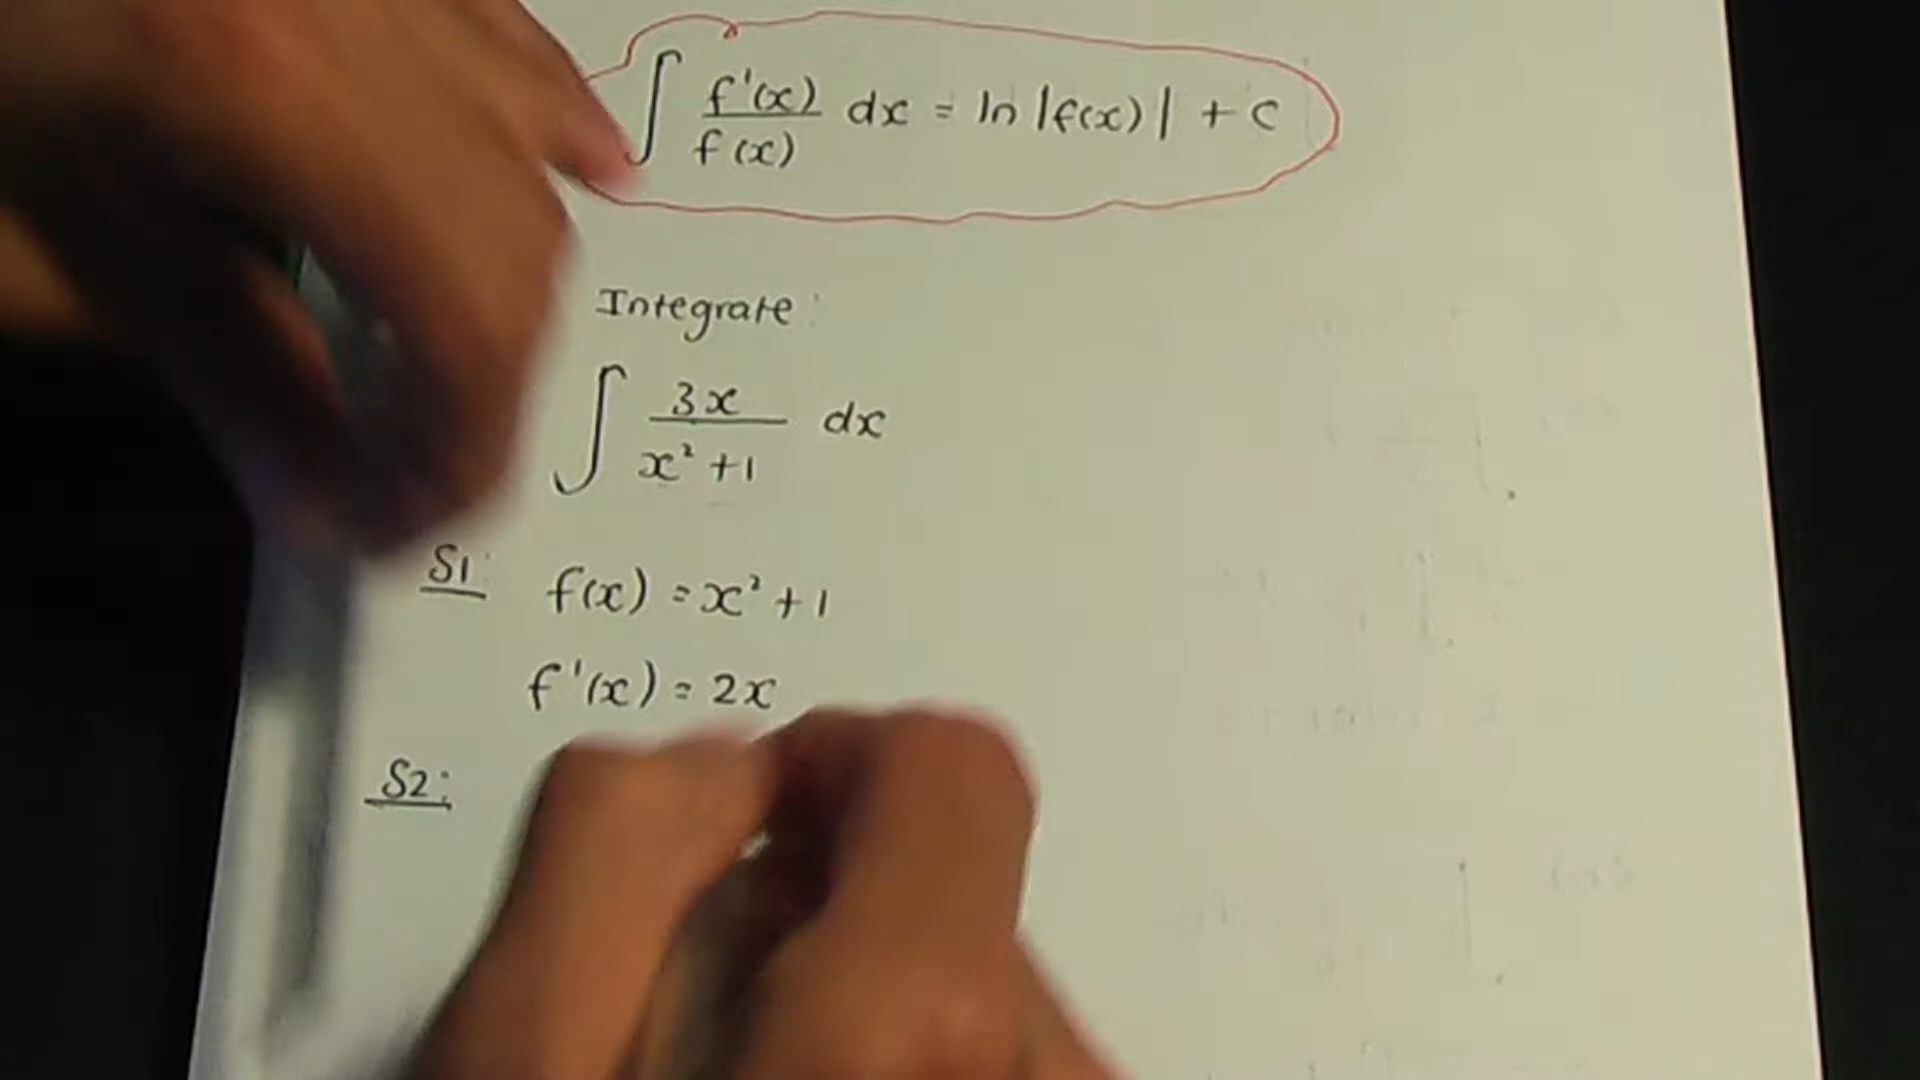 ∫ f'(x)/f(x) dx = ln |f(x)| + c
Integrate:
∫ 3x/(x² + 1) dx
S1: f(x) = x² + 1
f'(x) = 2x
S2: